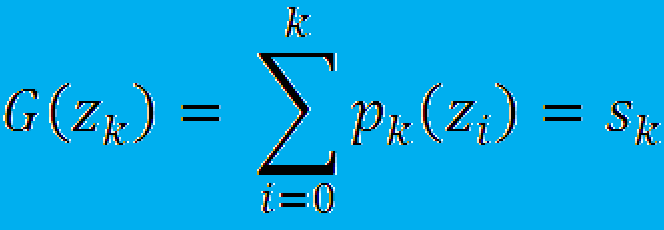 G(z_k) = \sum_{i=0}^{k} p_k(z_i) = s_k